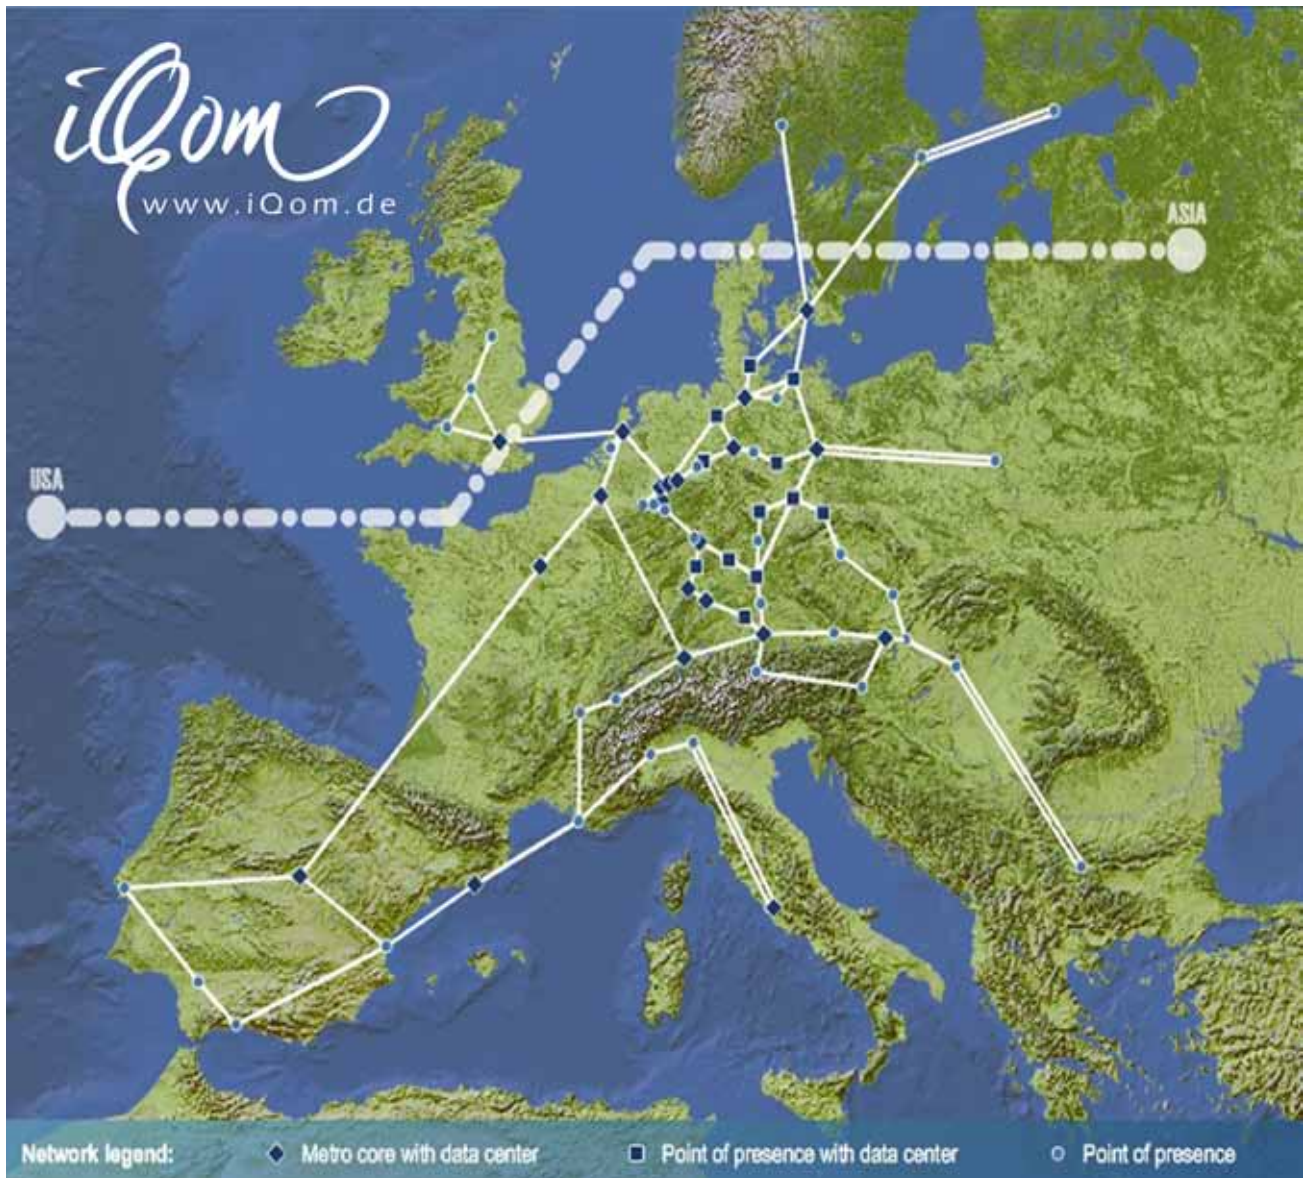 iQom
www.iQom.de
ASIA
USA
Network legend:
Metro core with data center
Point of presence with data center
Point of presence